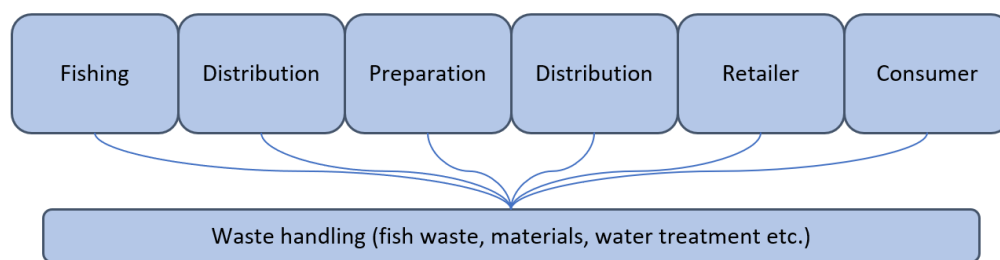 Fishing
Distribution
Preparation
Distribution
Retailer
Consumer
Waste handling (fish waste, materials, water treatment etc.)